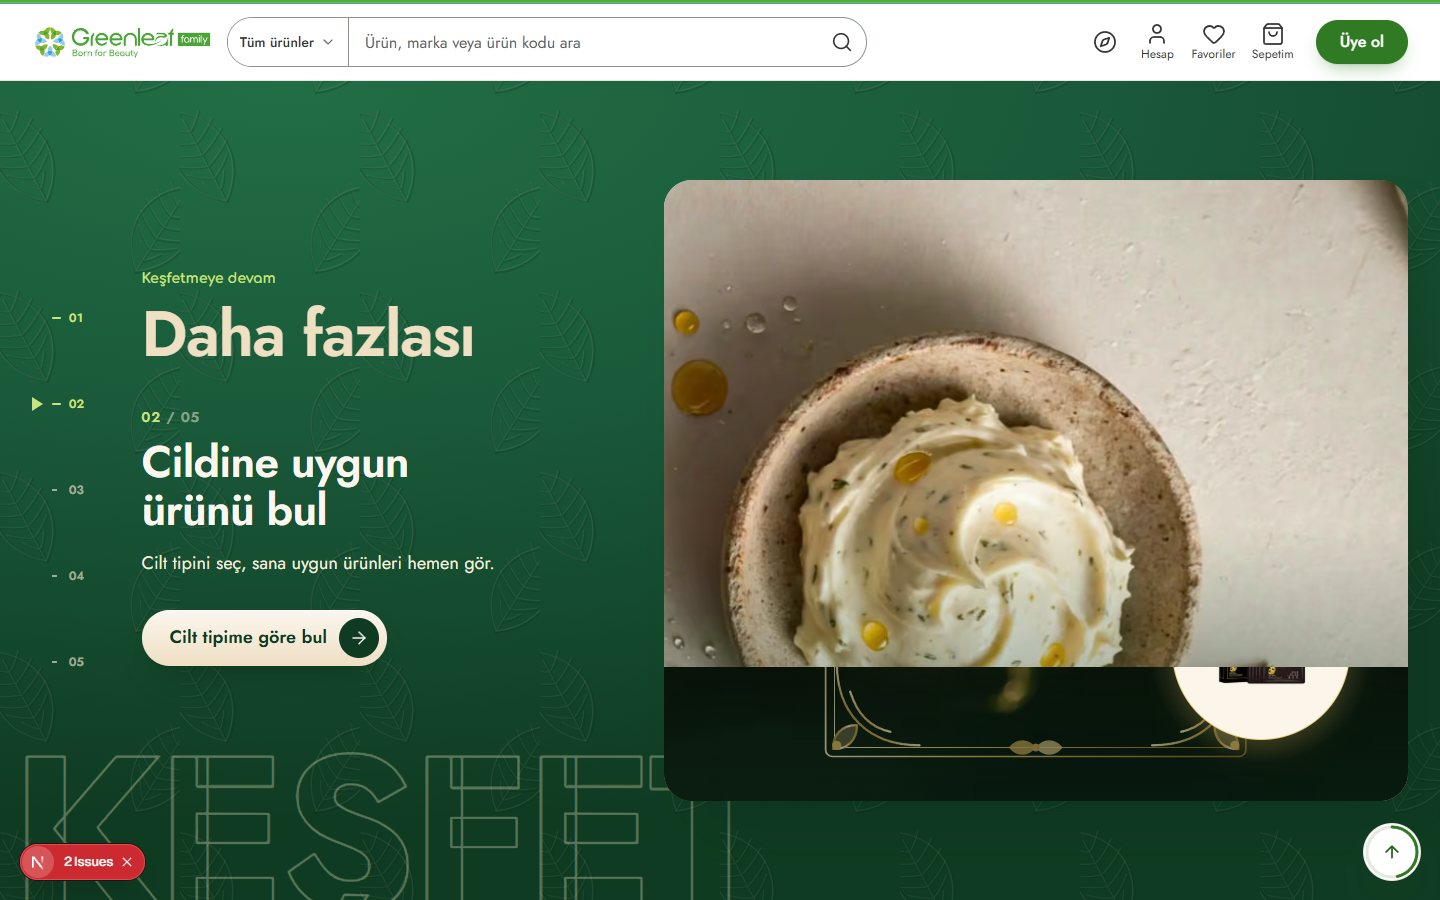 Greenleaf family
Born for Beauty
Tüm ürünler
Ürün, marka veya ürün kodu ara
Hesap
Favoriler
Sepetim
Üye ol
Keşfetmeye devam
Daha fazlası
01
02
03
04
05
02 / 05
Cildine uygun
ürünü bul
Cilt tipini seç, sana uygun ürünleri hemen gör.
Cilt tipime göre bul
KEŞFET
N 2 Issues